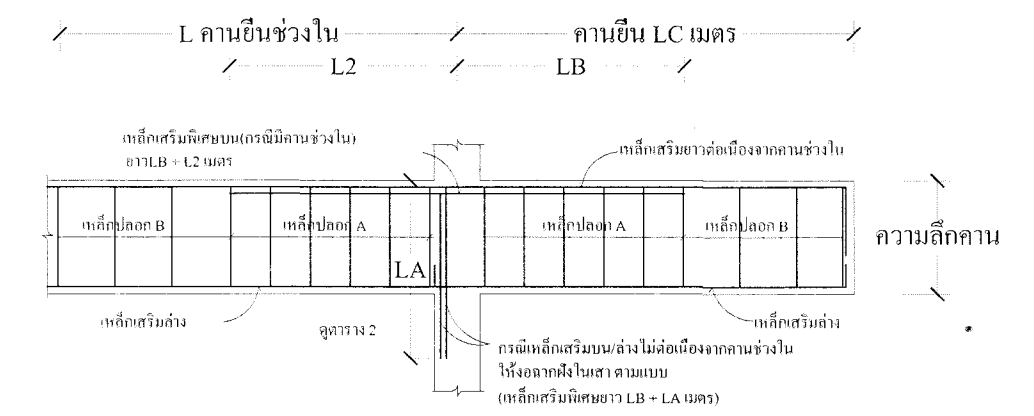 L คานยื่นช่วงใน
คานยื่น LC เมตร
L2
LB
เหล็กเสริมพิเศษบน(กรณีมีคานช่วงใน)
ยาวLB + L2 เมตร
เหล็กเสริมยาวต่อเนื่องจากคานช่วงใน
เหล็กปลอก B
เหล็กปลอก A
เหล็กปลอก A
เหล็กปลอก B
ความลึกคาน
LA
เหล็กเสริมล่าง
ดูตาราง 2
เหล็กเสริมล่าง
กรณีเหล็กเสริมบน/ล่างไม่ต่อเนื่องจากคานช่วงใน
ให้งอฉากฝังในเสา ตามแบบ
(เหล็กเสริมพิเศษยาว LB + LA เมตร)